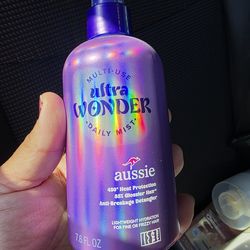 MULTI-USE
ultra
WONDER
DAILY MIST
aussie
450° Heat Protection
88% Glossier Hair*
Anti-Breakage Detangler*
LIGHTWEIGHT HYDRATION
FOR FINE OR FRIZZY HAIR
7.6 FL OZ